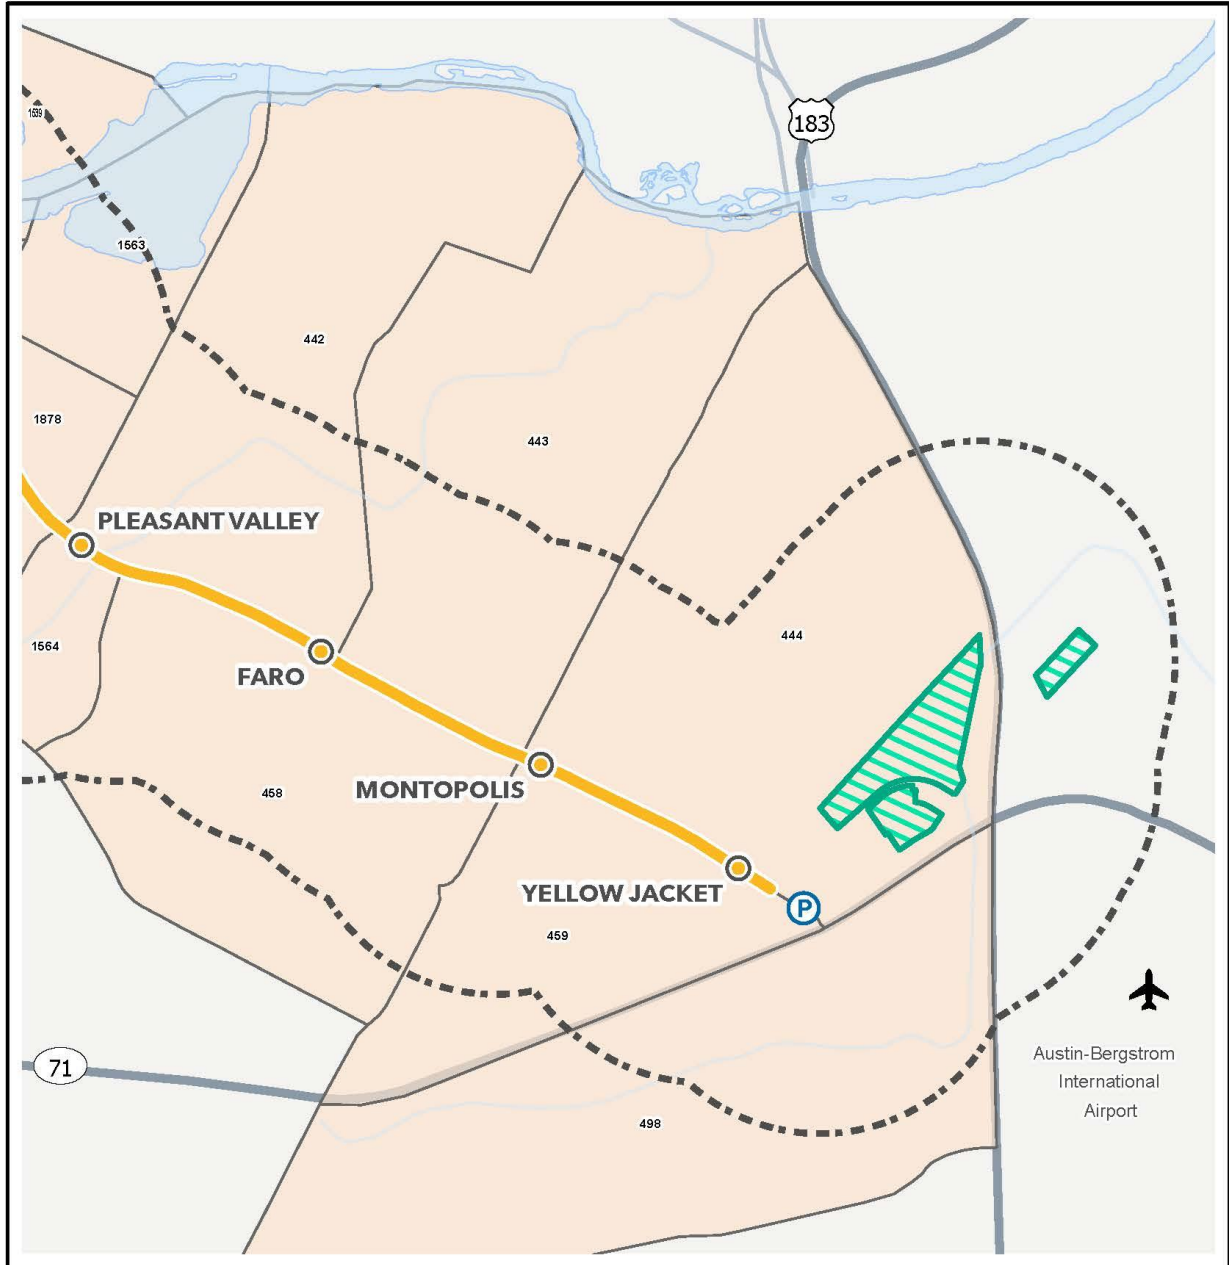 183
1639
1563
442
1878
443
PLEASANT VALLEY
444
1564
FARO
MONTOPOLIS
458
YELLOW JACKET
P
459
71
Austin-Bergstrom
International
Airport
498